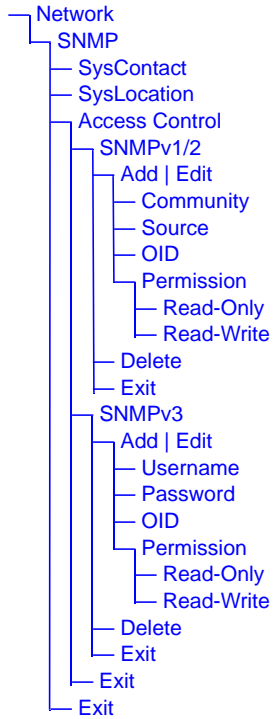 Network
SNMP
SysContact
SysLocation
Access Control
SNMPv1/2
Add | Edit
Community
Source
OID
Permission
Read-Only
Read-Write
Delete
Exit
SNMPv3
Add | Edit
Username
Password
OID
Permission
Read-Only
Read-Write
Delete
Exit
Exit
Exit